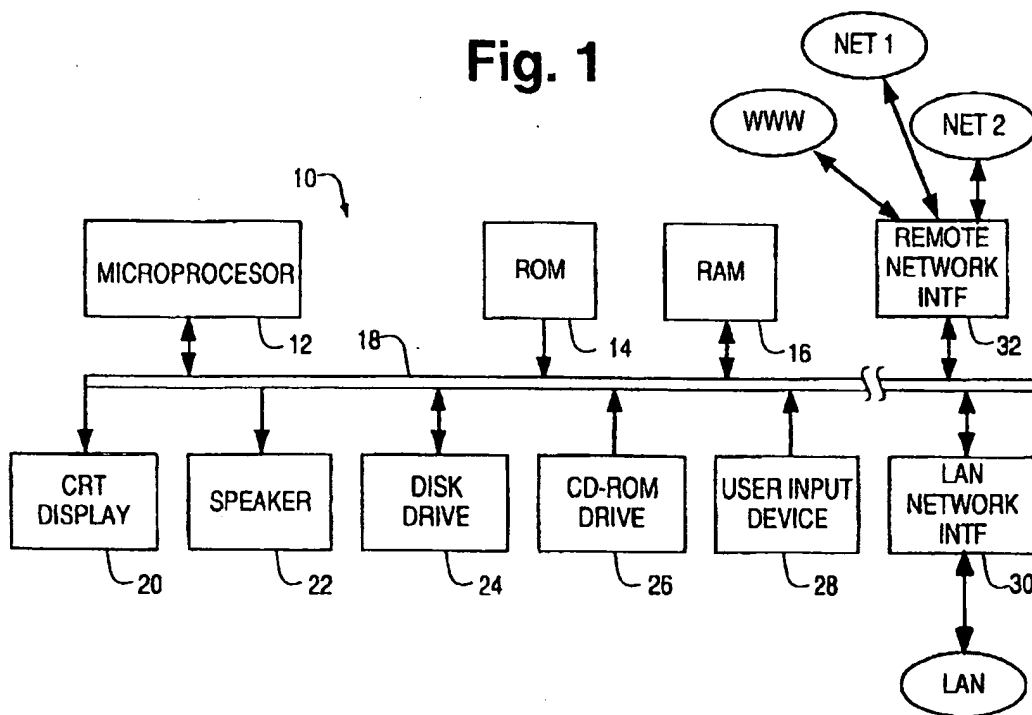 Fig. 1
NET 1
WWW
NET 2
10
MICROPROCESOR
ROM
RAM
REMOTE
NETWORK
INTF
12
18
14
16
32
CRT
DISPLAY
SPEAKER
DISK
DRIVE
CD-ROM
DRIVE
USER INPUT
DEVICE
LAN
NETWORK
INTF
20
22
24
26
28
30
LAN